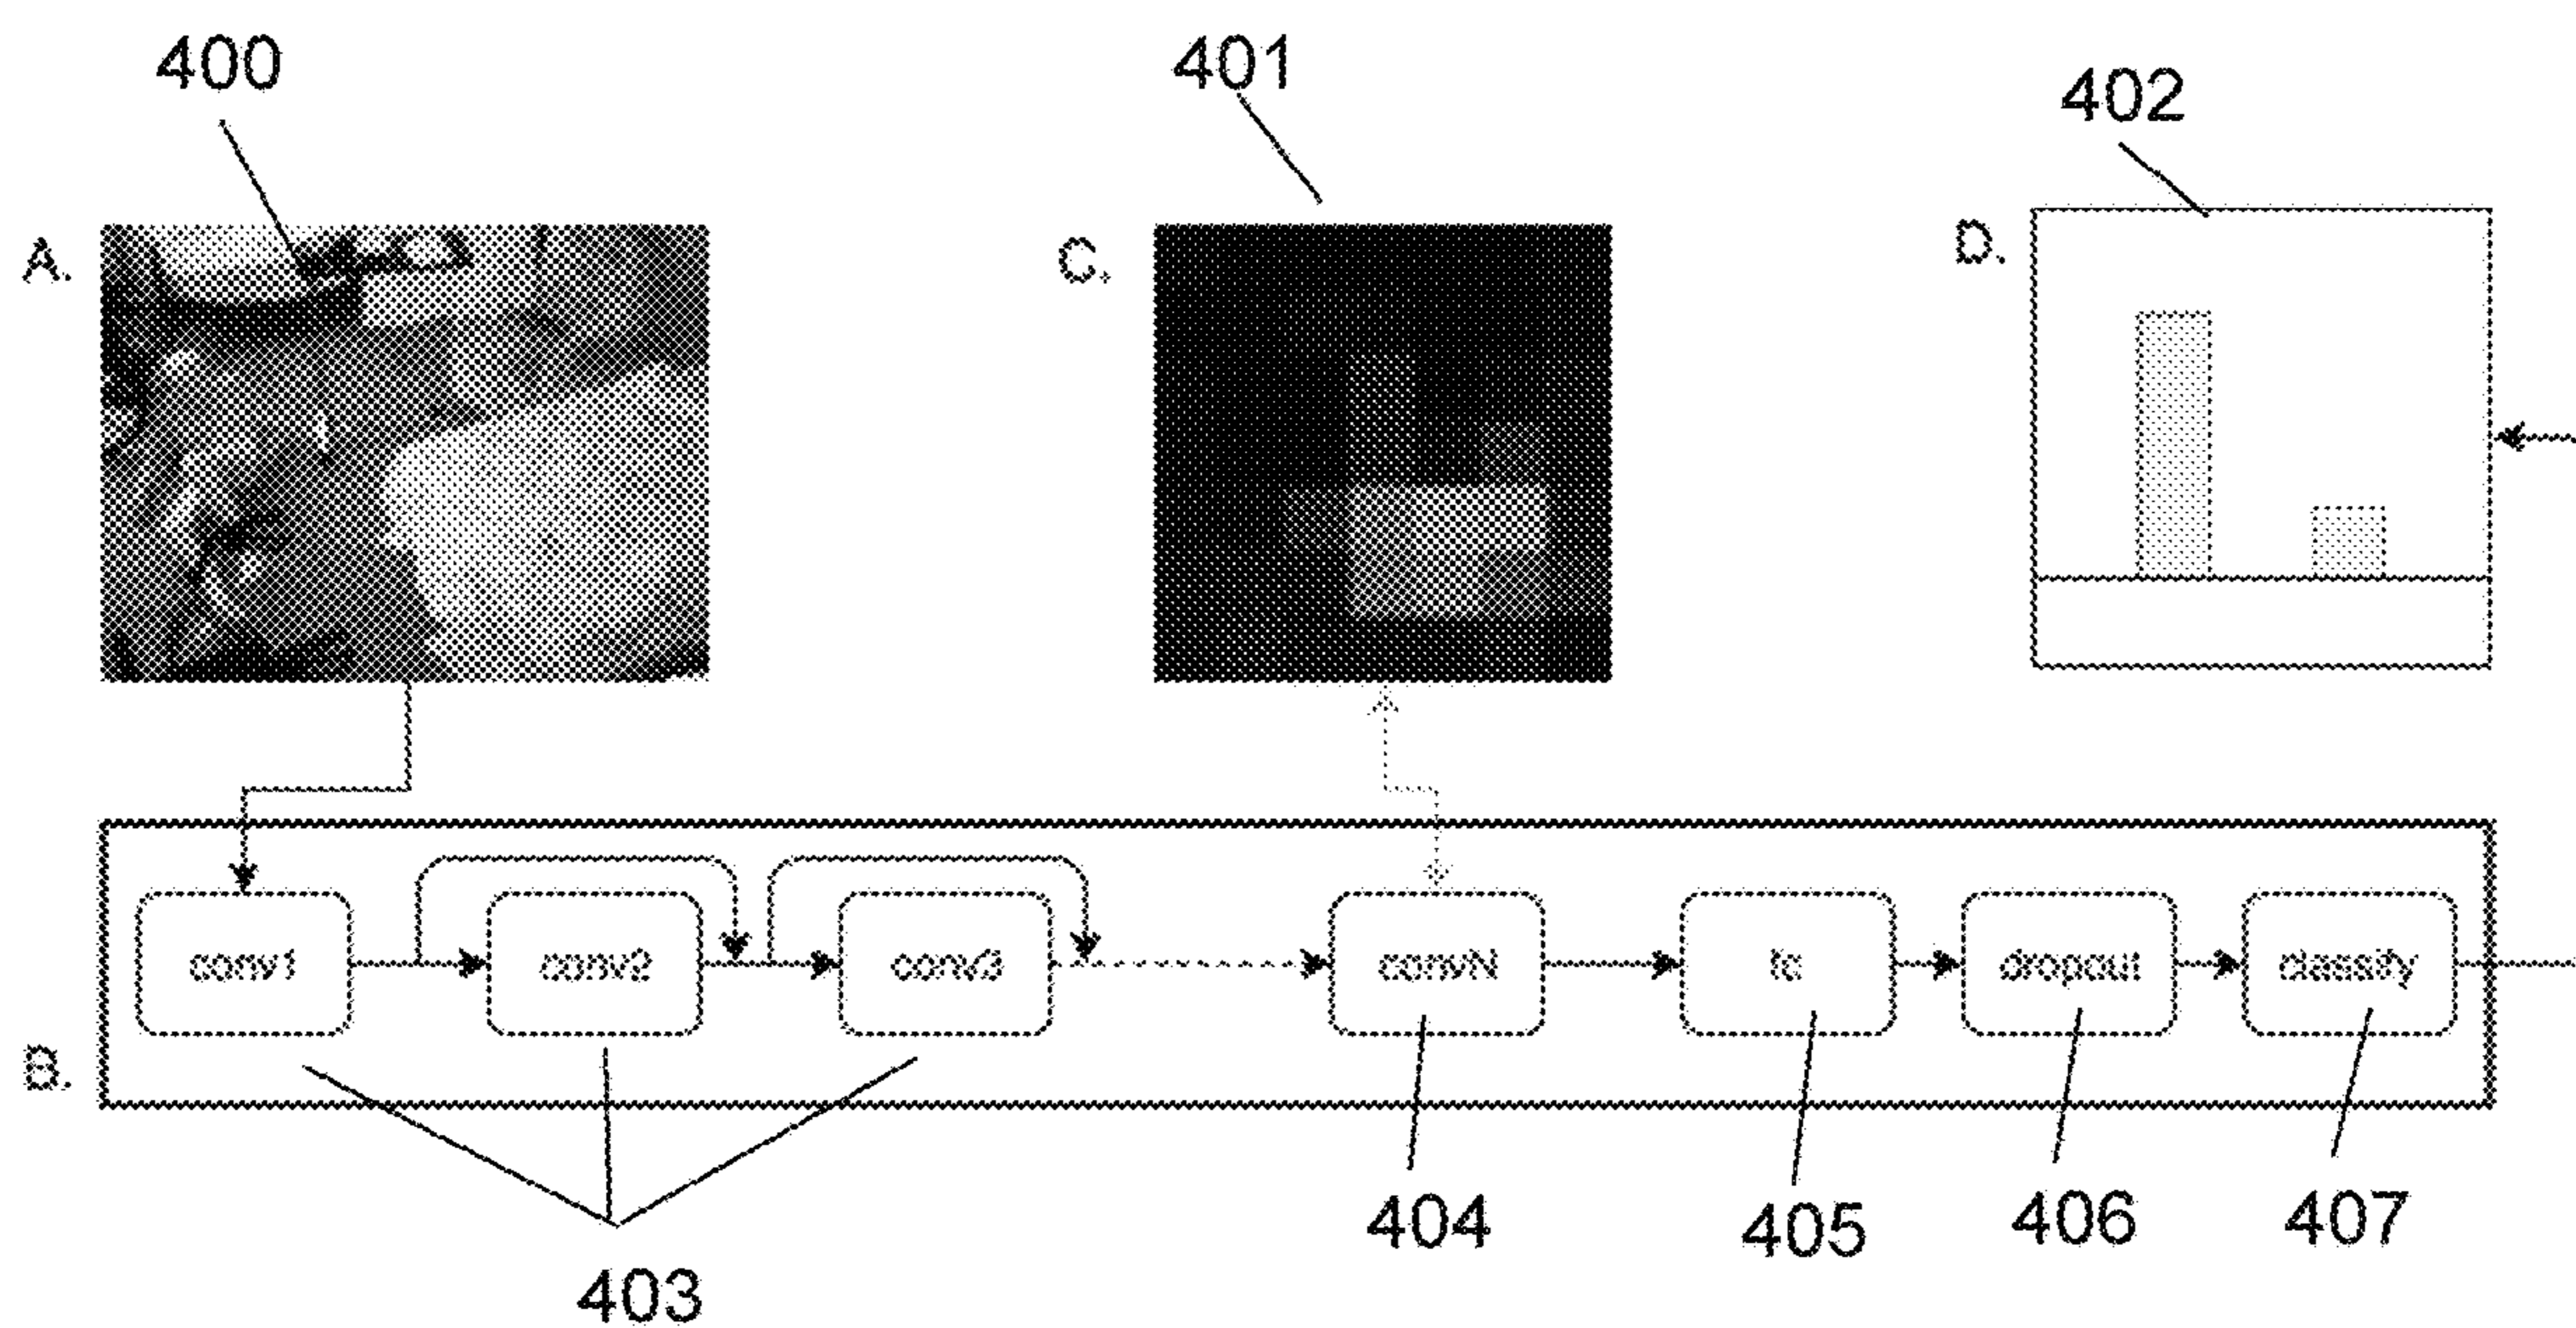 400
401
402
A.
C.
D.
conv1
conv2
conv3
convN
fc
dropout
classify
B.
404
405
406
407
403